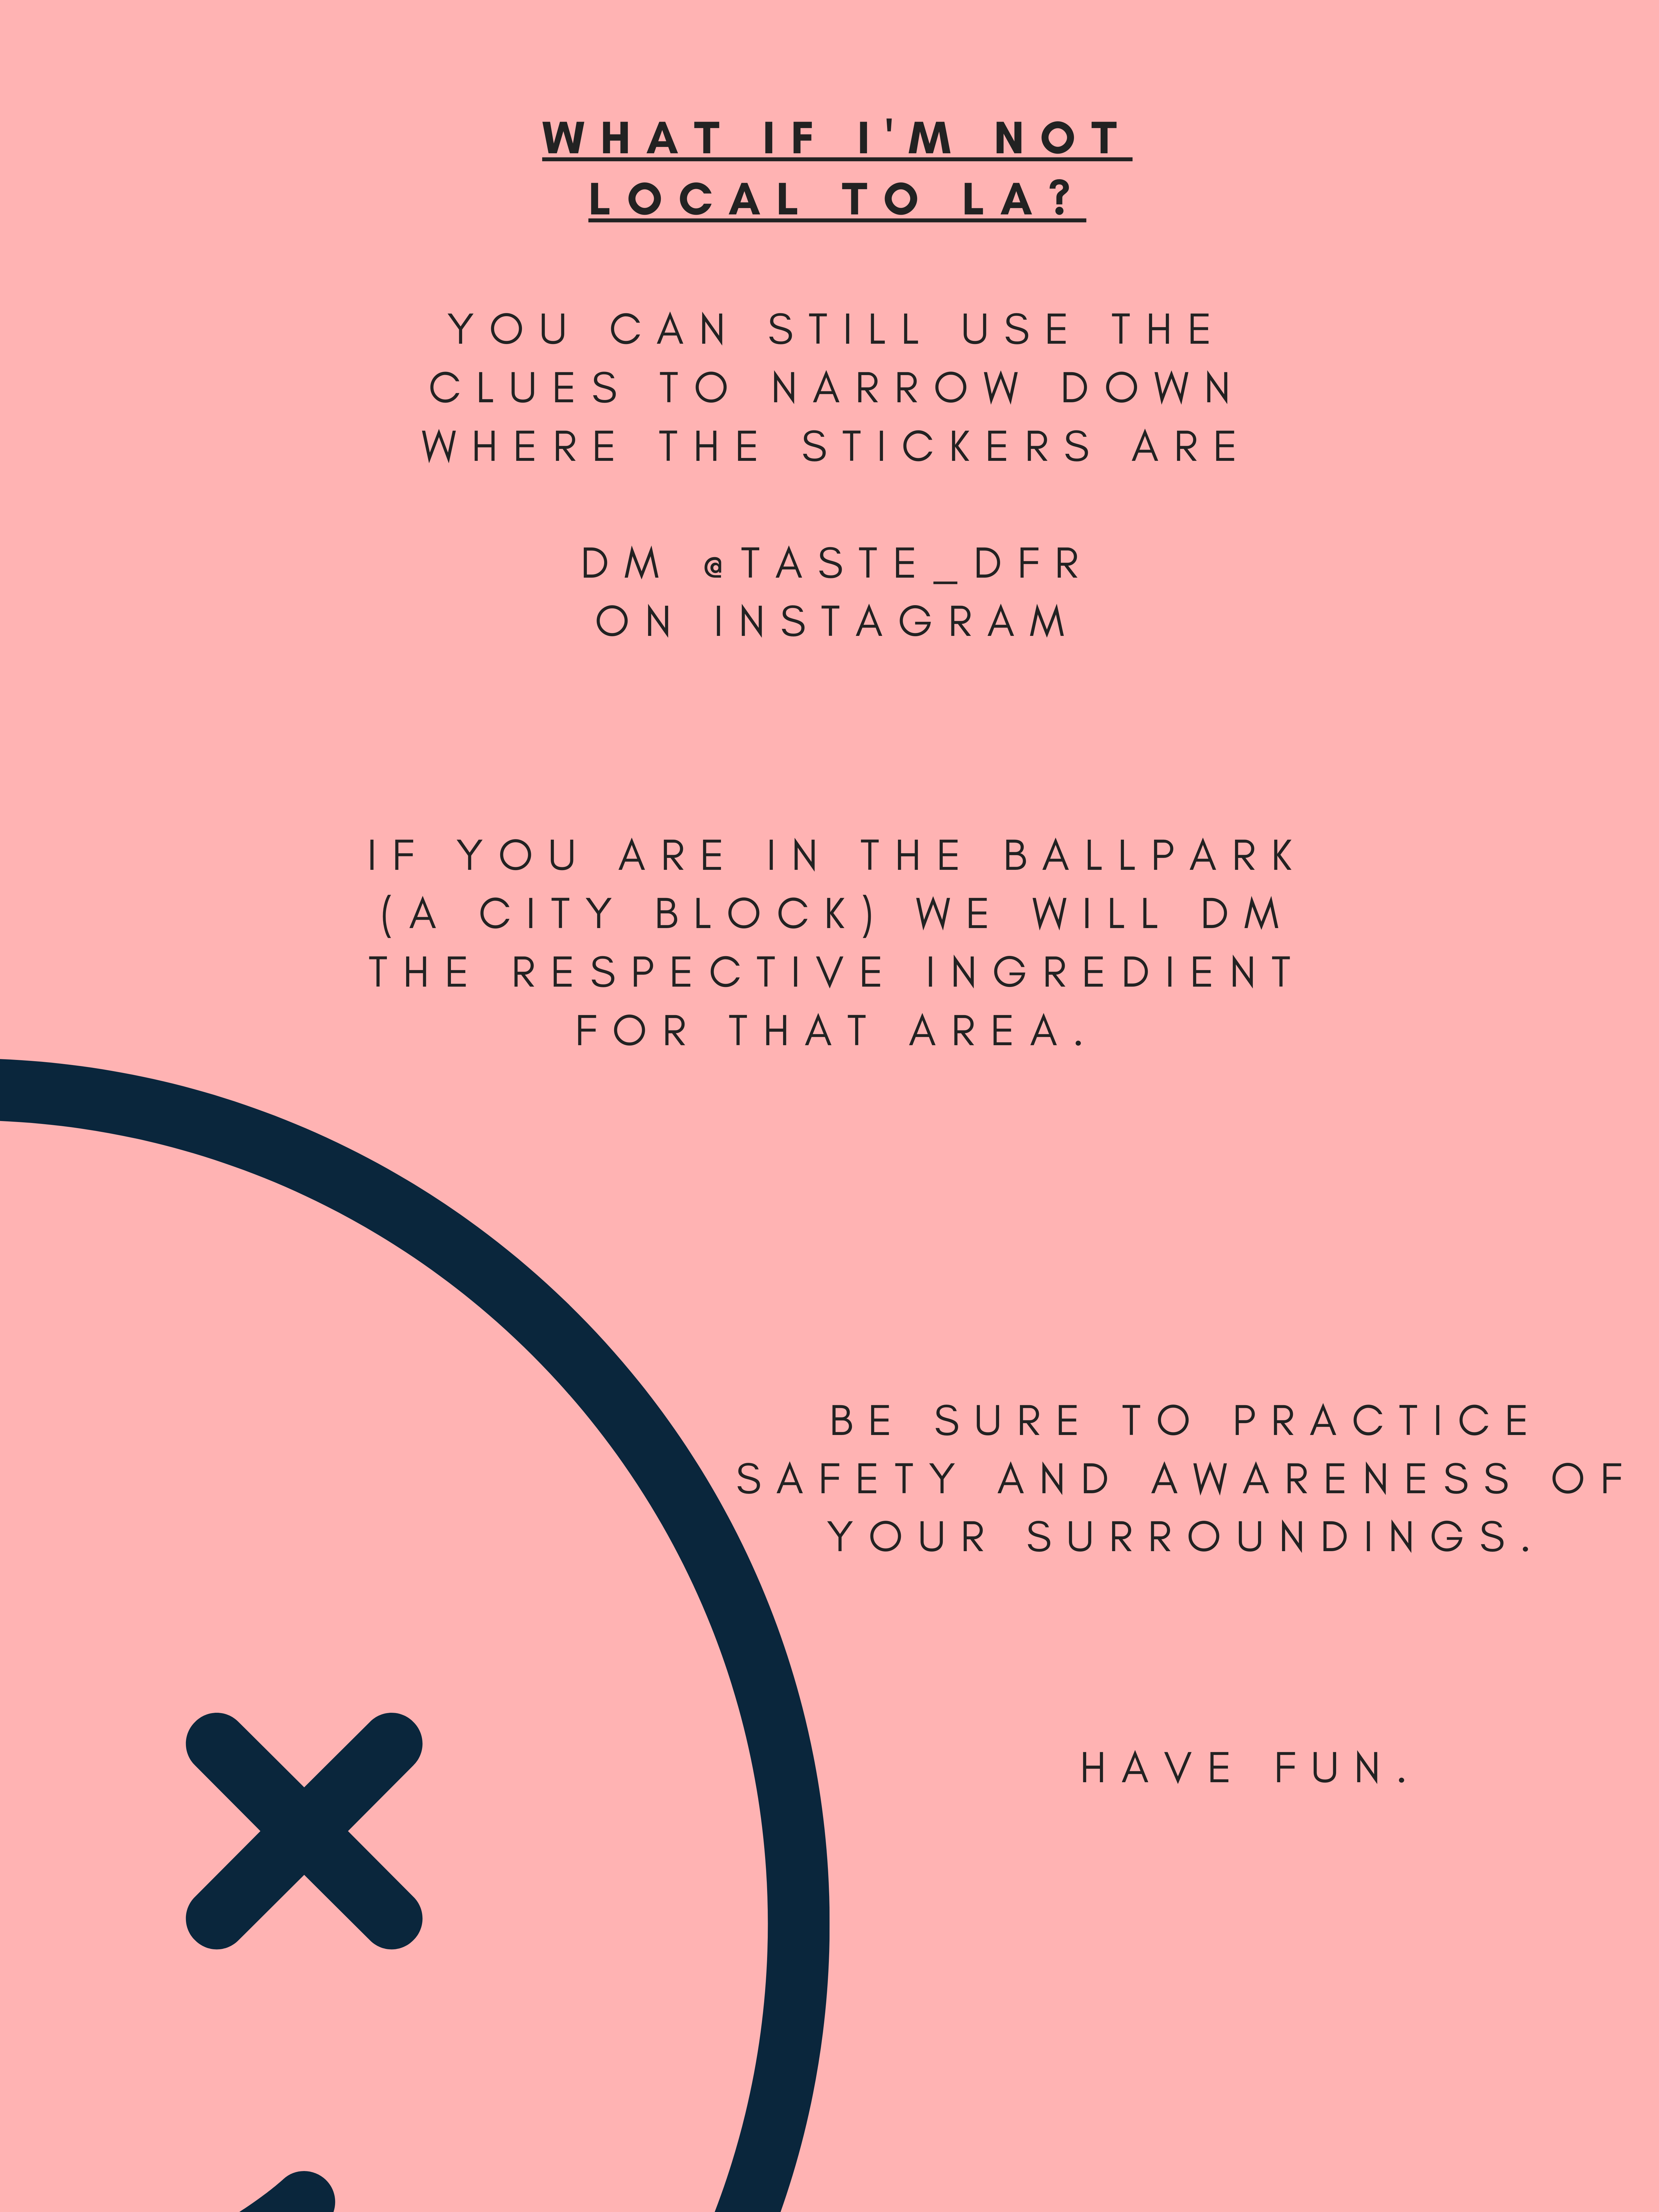 WHAT IF I'M NOT
LOCAL TO LA?
YOU CAN STILL USE THE
CLUES TO NARROW DOWN
WHERE THE STICKERS ARE
DM @TASTE_DFR
ON INSTAGRAM
IF YOU ARE IN THE BALLPARK
(A CITY BLOCK) WE WILL DM
THE RESPECTIVE INGREDIENT
FOR THAT AREA.
BE SURE TO PRACTICE
SAFETY AND AWARENESS OF
YOUR SURROUNDINGS.
HAVE FUN.